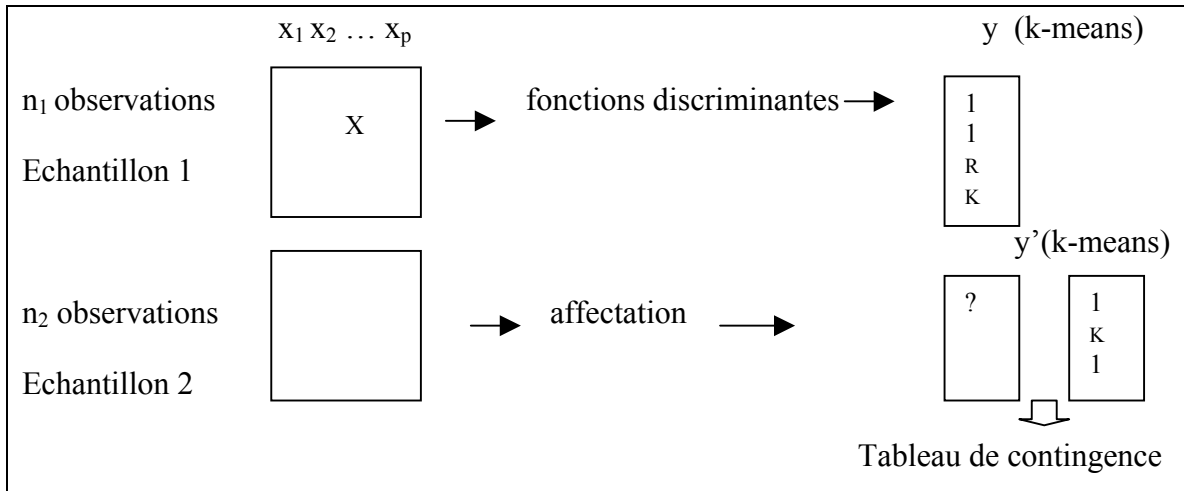 x₁ x₂ … xₚ
y (k-means)
n₁ observations
Echantillon 1
X
fonctions discriminantes
1
1
R
K
y’(k-means)
n₂ observations
Echantillon 2
affectation
?
1
K
1
Tableau de contingence